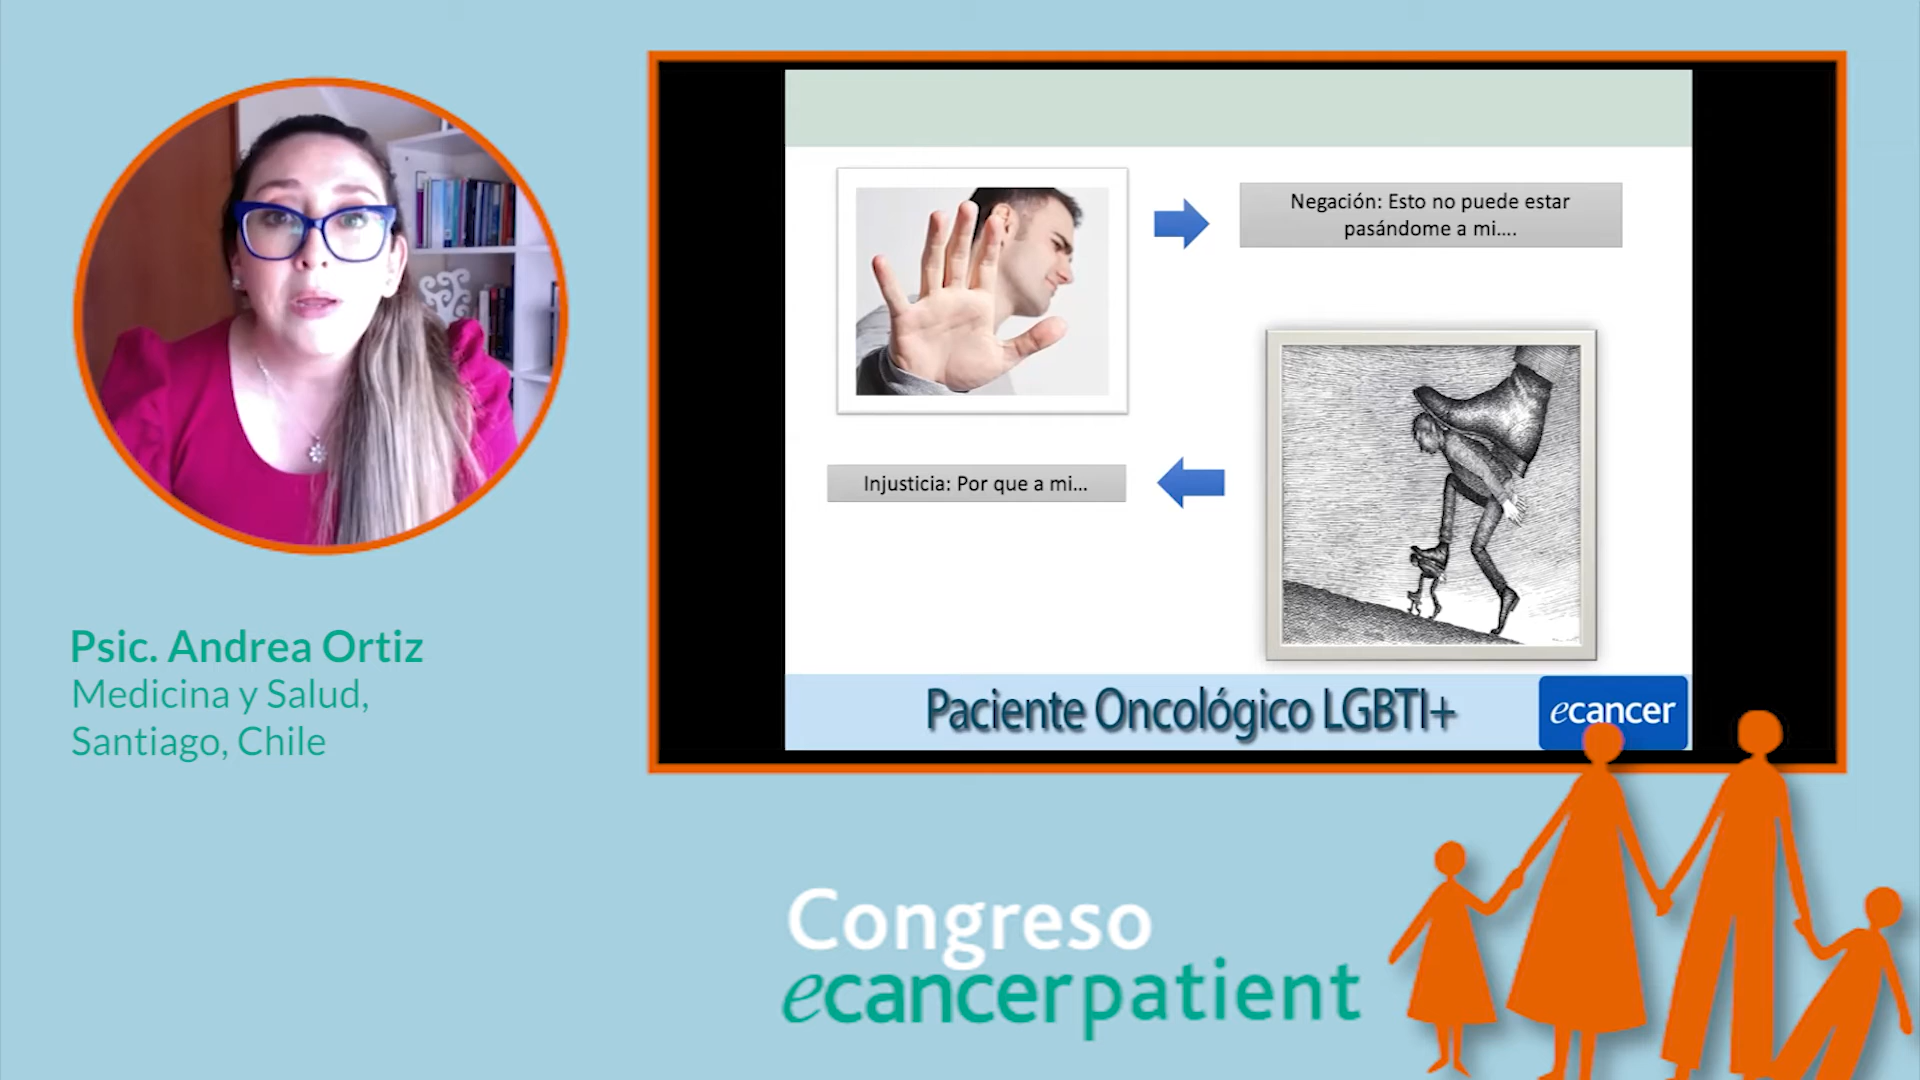 Psic. Andrea Ortiz
Medicina y Salud,
Santiago, Chile
Negación: Esto no puede estar
pasándome a mi....
Injusticia: Por que a mi...
Paciente Oncológico LGBTI+
ecancer
Congreso
ecancerpatient